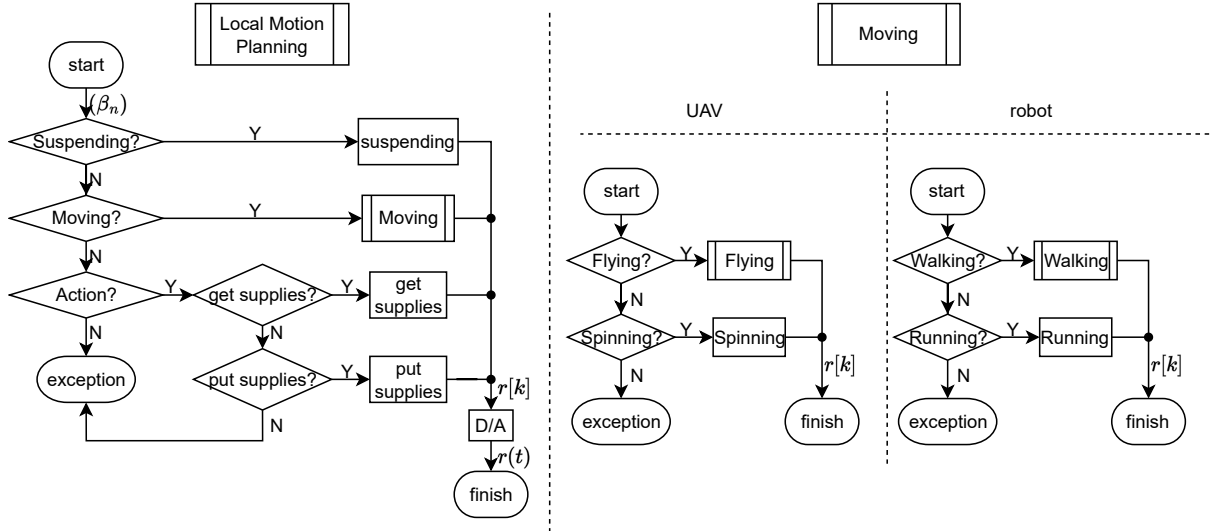 Local Motion
Planning
start
(βₙ)
Suspending?
Y
suspending
N
Moving?
Y
Moving
N
Action?
Y
get supplies?
Y
get
supplies
N
N
exception
put supplies?
Y
put
supplies
N
r[k]
D/A
r(t)
finish
Moving
UAV
robot
start
Flying?
Y
Flying
N
Spinning?
Y
Spinning
N
r[k]
exception
finish
start
Walking?
Y
Walking
N
Running?
Y
Running
N
r[k]
exception
finish